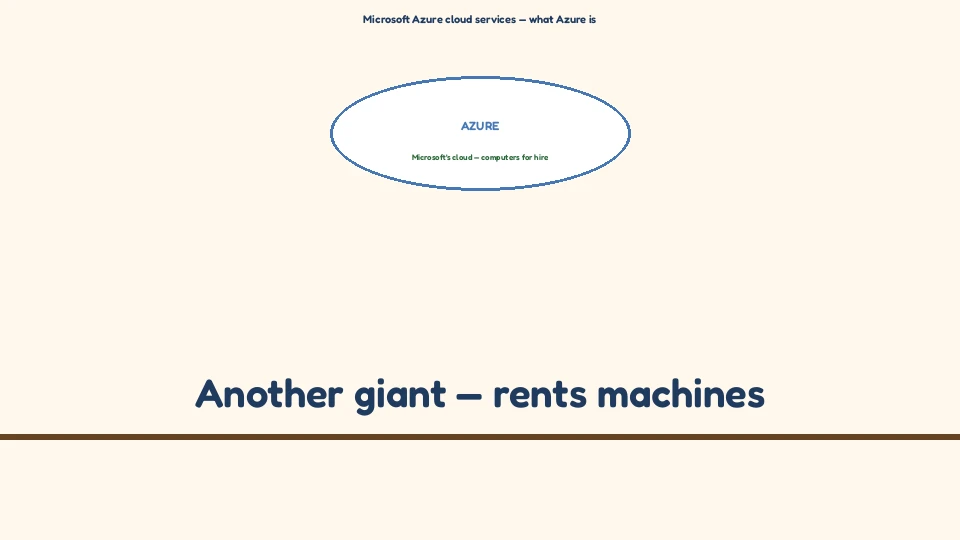 Microsoft Azure cloud services — what Azure is
AZURE
Microsoft's cloud — computers for hire
Another giant — rents machines